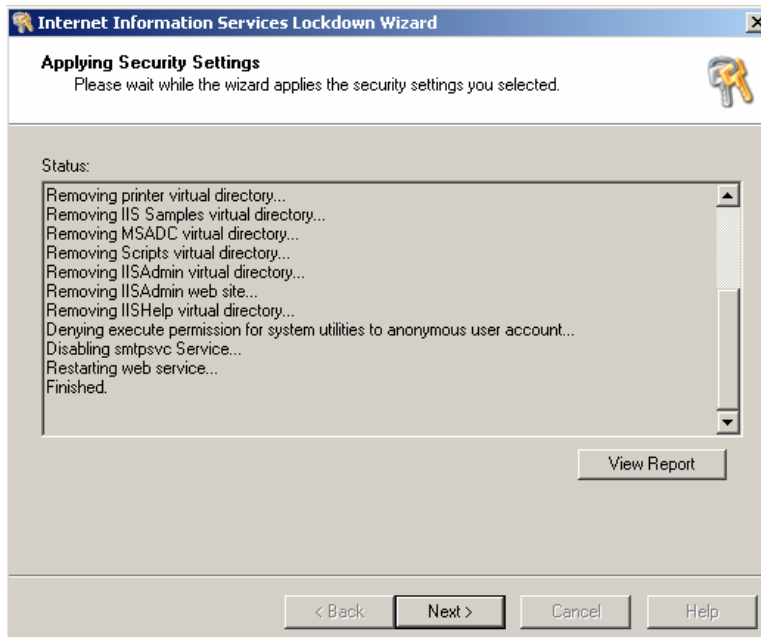 Internet Information Services Lockdown Wizard
Applying Security Settings
Please wait while the wizard applies the security settings you selected.
Status:
Removing printer virtual directory...
Removing IIS Samples virtual directory...
Removing MSADC virtual directory...
Removing Scripts virtual directory...
Removing IISAdmin virtual directory...
Removing IISAdmin web site...
Removing IISHelp virtual directory...
Denying execute permission for system utilities to anonymous user account...
Disabling smtpsvc Service...
Restarting web service...
Finished.
View Report
< Back Next > Cancel Help